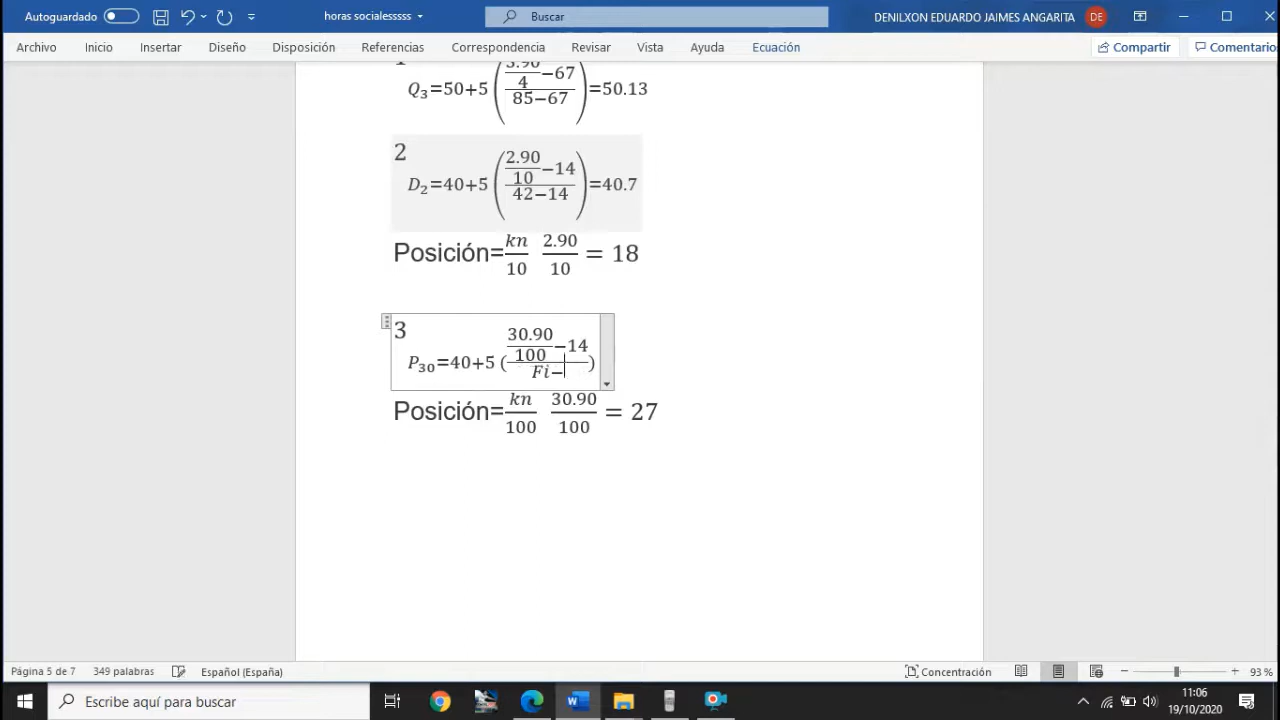 Autoguardado
horas socialesssss
Buscar
DENILXON EDUARDO JAIMES ANGARITA
DE
Archivo Inicio Insertar Diseño Disposición Referencias Correspondencia Revisar Vista Ayuda Ecuación
Compartir
Comentario
Q₃=50+5 (3.90/4 −67 / 85−67)=50.13
2
D₂=40+5 (2.90/10 −14 / 42−14)=40.7
Posición= kn/10 2.90/10 = 18
3
P₃₀=40+5 (30.90/100 −14 / Fi−)
Posición= kn/100 30.90/100 = 27
Página 5 de 7 349 palabras Español (España)
Concentración
93 %
Escribe aquí para buscar
11:06
19/10/2020